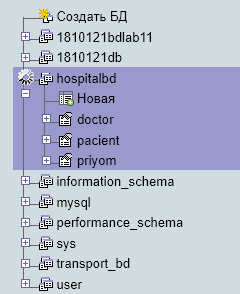 Создать БД
1810121bdlab11
1810121db
hospitalbd
Новая
doctor
pacient
priyom
information_schema
mysql
performance_schema
sys
transport_bd
user